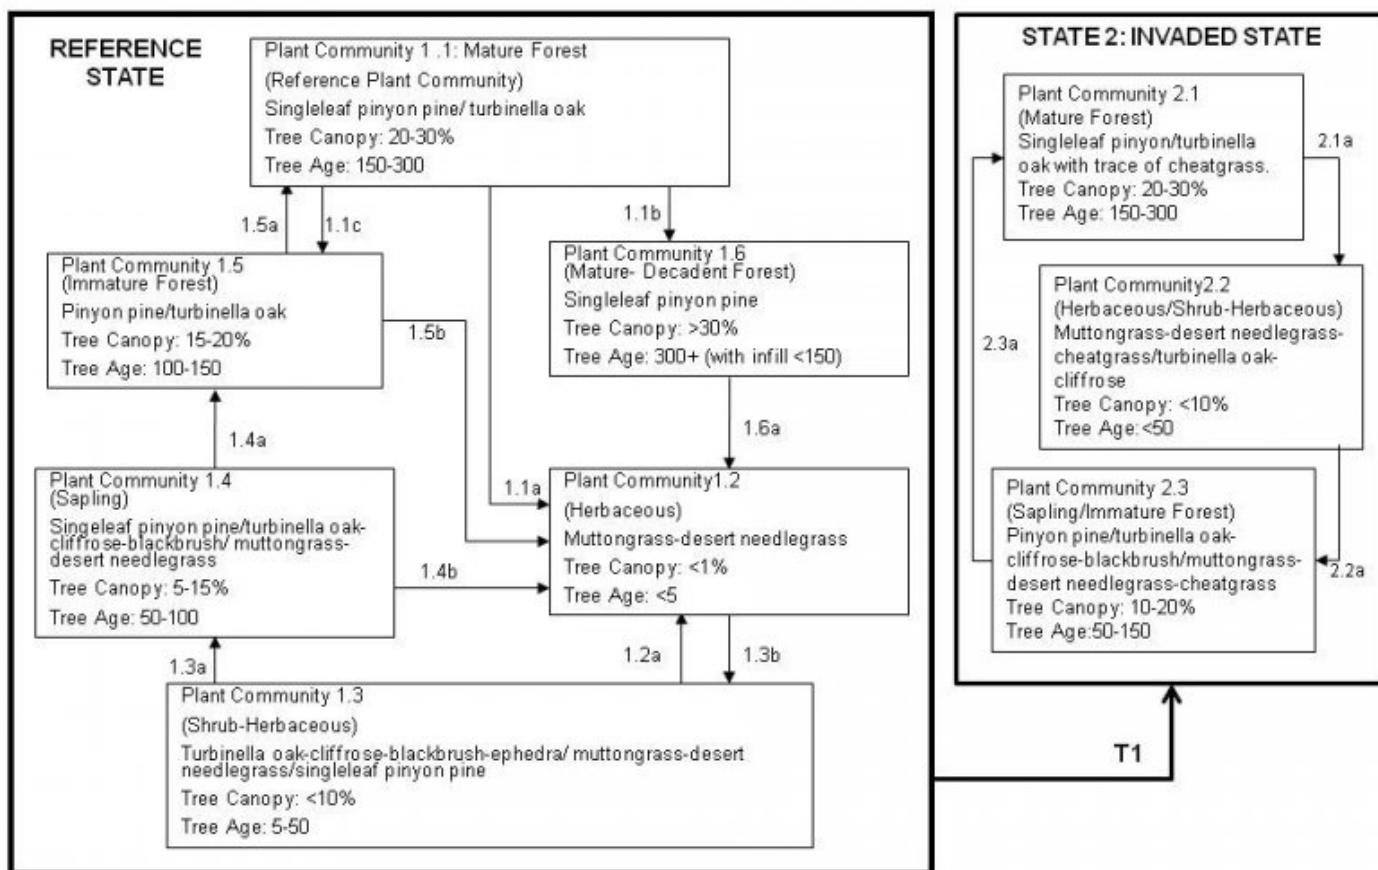 REFERENCE
STATE
Plant Community 1 .1: Mature Forest
(Reference Plant Community)
Singleleaf pinyon pine/ turbinella oak
Tree Canopy: 20-30%
Tree Age: 150-300
1.5a
1.1c
1.1b
Plant Community 1.5
(Immature Forest)
Pinyon pine/turbinella oak
Tree Canopy: 15-20%
Tree Age: 100-150
1.5b
Plant Community 1.6
(Mature- Decadent Forest)
Singleleaf pinyon pine
Tree Canopy: >30%
Tree Age: 300+ (with infill <150)
1.4a
1.6a
Plant Community 1.4
(Sapling)
Singeleaf pinyon pine/turbinella oak-
cliffrose-blackbrush/ muttongrass-
desert needlegrass
Tree Canopy: 5-15%
Tree Age: 50-100
1.1a
1.4b
Plant Community1.2
(Herbaceous)
Muttongrass-desert needlegrass
Tree Canopy: <1%
Tree Age: <5
1.3a
1.2a
1.3b
Plant Community 1.3
(Shrub-Herbaceous)
Turbinella oak-cliffrose-blackbrush-ephedra/ muttongrass-desert
needlegrass/singleleaf pinyon pine
Tree Canopy: <10%
Tree Age: 5-50
STATE 2: INVADED STATE
Plant Community 2.1
(Mature Forest)
Singleleaf pinyon/turbinella
oak with trace of cheatgrass.
Tree Canopy: 20-30%
Tree Age: 150-300
2.1a
Plant Community2.2
(Herbaceous/Shrub-Herbaceous)
Muttongrass-desert needlegrass-
cheatgrass/turbinella oak-
cliffrose
Tree Canopy: <10%
Tree Age: <50
2.3a
Plant Community 2.3
(Sapling/Immature Forest)
Pinyon pine/turbinella oak-
cliffrose-blackbrush/muttongrass-
desert needlegrass-cheatgrass
Tree Canopy: 10-20%
Tree Age:50-150
2.2a
T1